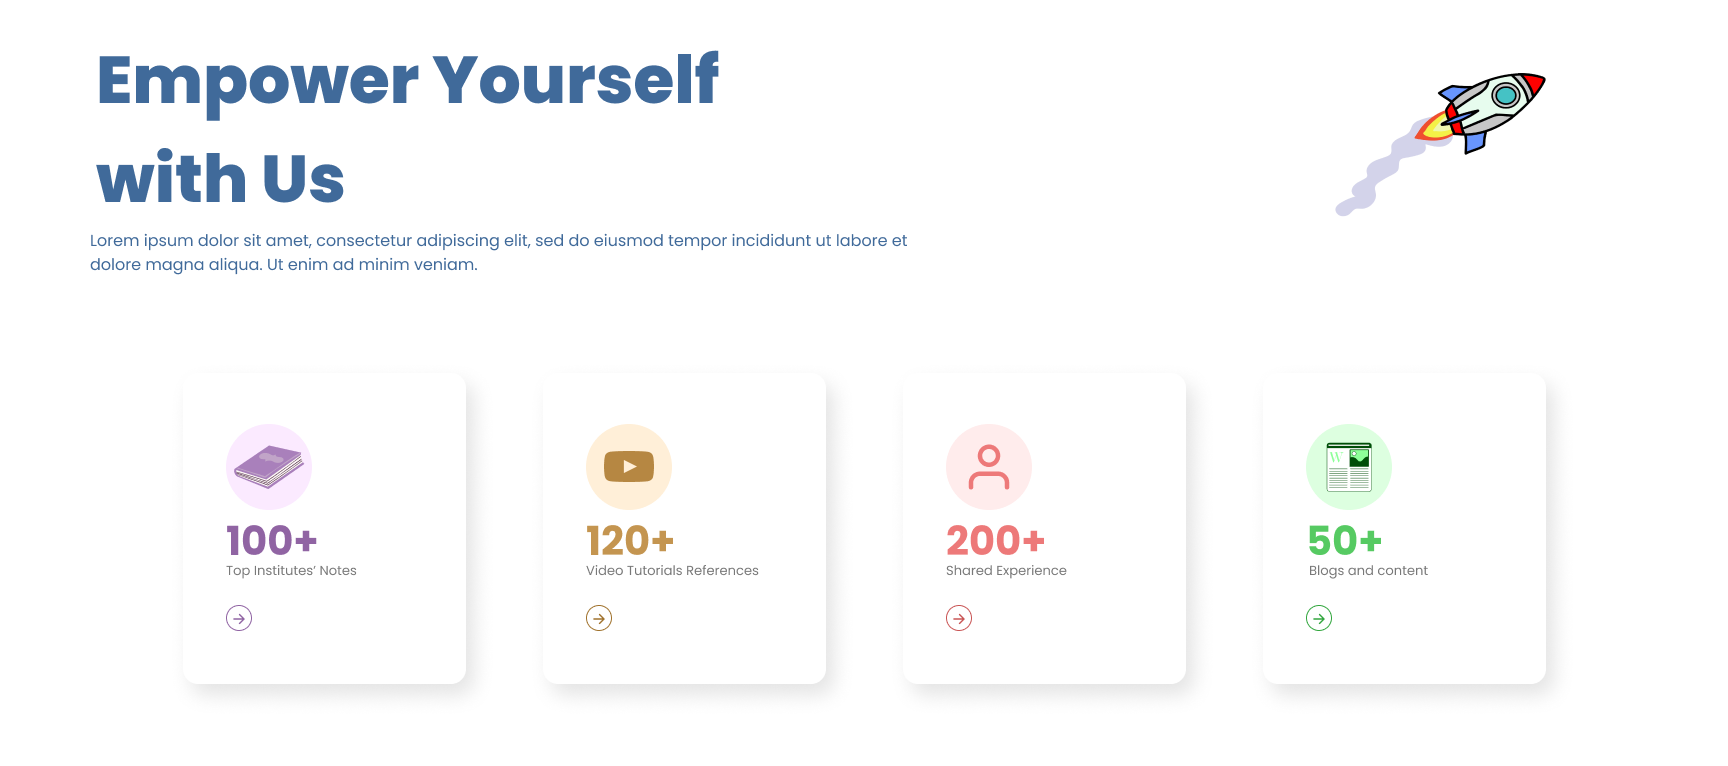 Empower Yourself
with Us
Lorem ipsum dolor sit amet, consectetur adipiscing elit, sed do eiusmod tempor incididunt ut labore et
dolore magna aliqua. Ut enim ad minim veniam.
100+
Top Institutes’ Notes
120+
Video Tutorials References
200+
Shared Experience
W
50+
Blogs and content